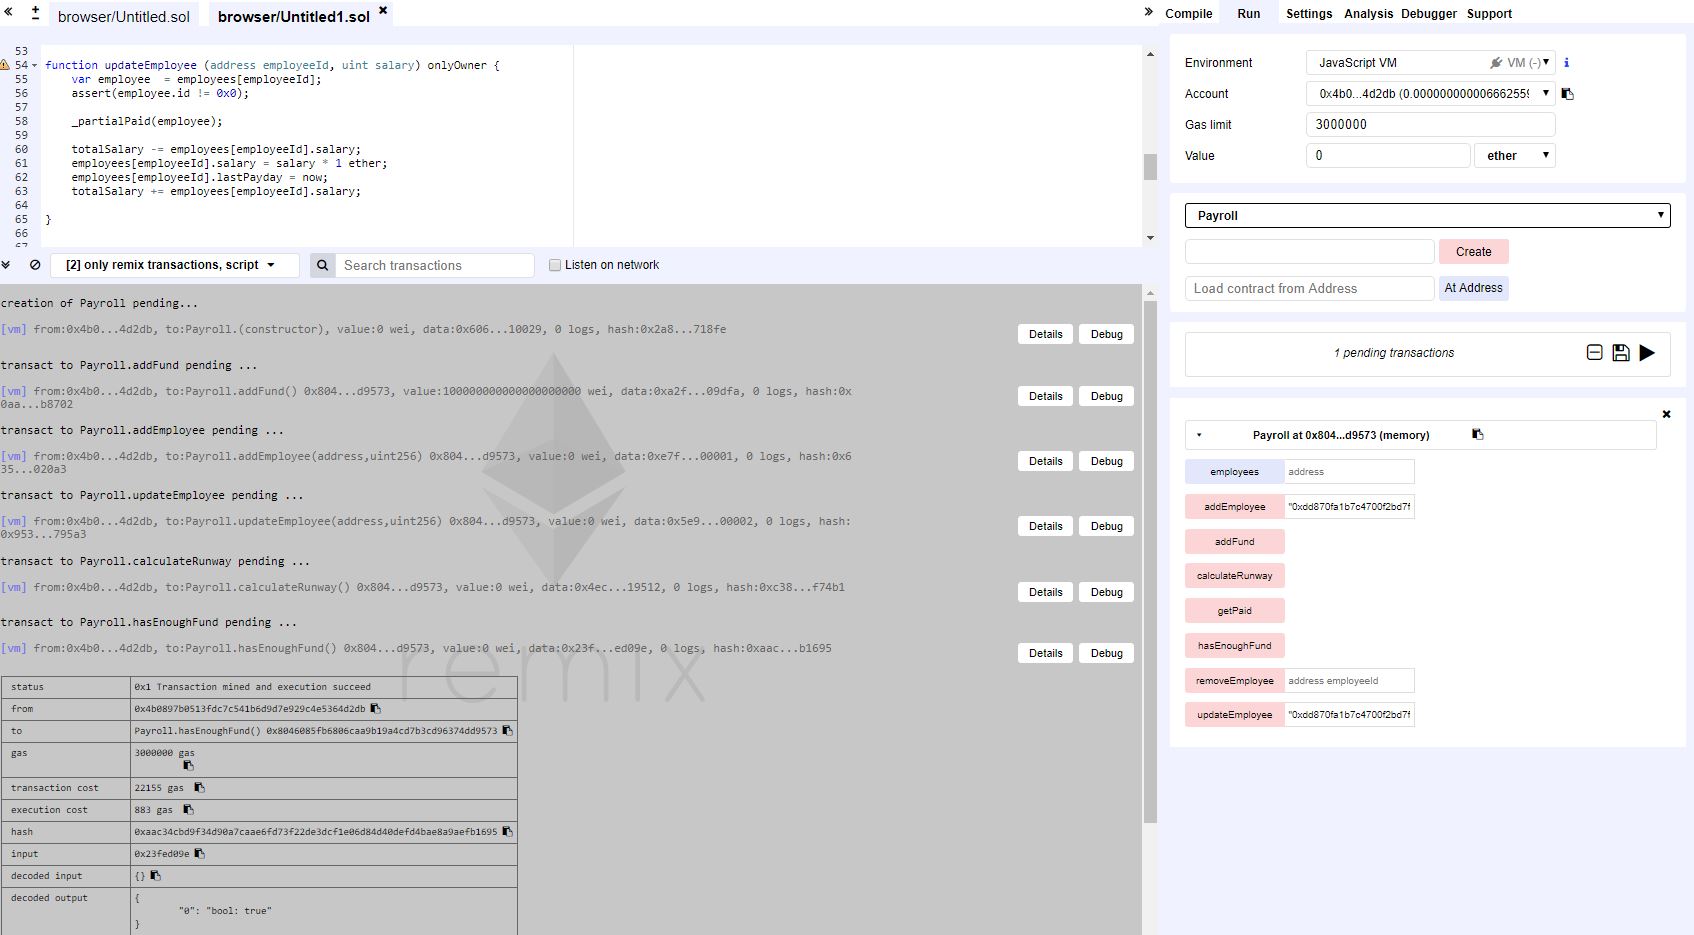 browser/Untitled.sol
browser/Untitled1.sol
Compile Run Settings Analysis Debugger Support
53
54 function updateEmployee (address employeeId, uint salary) onlyOwner {
55 var employee = employees[employeeId];
56 assert(employee.id != 0x0);
57
58 _partialPaid(employee);
59
60 totalSalary -= employees[employeeId].salary;
61 employees[employeeId].salary = salary * 1 ether;
62 employees[employeeId].lastPayday = now;
63 totalSalary += employees[employeeId].salary;
64
65 }
66
67
[2] only remix transactions, script
Search transactions
Listen on network
creation of Payroll pending...
[vm] from:0x4b0...4d2db, to:Payroll.(constructor), value:0 wei, data:0x606...10029, 0 logs, hash:0x2a8...718fe
Details Debug
transact to Payroll.addFund pending ...
[vm] from:0x4b0...4d2db, to:Payroll.addFund() 0x804...d9573, value:100000000000000000000 wei, data:0xa2f...09dfa, 0 logs, hash:0x
0aa...b8702
Details Debug
transact to Payroll.addEmployee pending ...
[vm] from:0x4b0...4d2db, to:Payroll.addEmployee(address,uint256) 0x804...d9573, value:0 wei, data:0xe7f...00001, 0 logs, hash:0x6
35...020a3
Details Debug
transact to Payroll.updateEmployee pending ...
[vm] from:0x4b0...4d2db, to:Payroll.updateEmployee(address,uint256) 0x804...d9573, value:0 wei, data:0x5e9...00002, 0 logs, hash:
0x953...795a3
Details Debug
transact to Payroll.calculateRunway pending ...
[vm] from:0x4b0...4d2db, to:Payroll.calculateRunway() 0x804...d9573, value:0 wei, data:0x4ec...19512, 0 logs, hash:0xc38...f74b1
Details Debug
transact to Payroll.hasEnoughFund pending ...
[vm] from:0x4b0...4d2db, to:Payroll.hasEnoughFund() 0x804...d9573, value:0 wei, data:0x23f...ed09e, 0 logs, hash:0xaac...b1695
Details Debug
remix
status 0x1 Transaction mined and execution succeed
from 0x4b0897b0513fdc7c541b6d9d7e929c4e5364d2db
to Payroll.hasEnoughFund() 0x8046085fb6806caa9b19a4cd7b3cd96374dd9573
gas 3000000 gas
transaction cost 22155 gas
execution cost 883 gas
hash 0xaac34cbd9f34d90a7caae6fd73f22de3dcf1e06d84d40defd4bae8a9aefb1695
input 0x23fed09e
decoded input {}
decoded output {
"0": "bool: true"
}
Environment JavaScript VM VM (-)
Account 0x4b0...4d2db (0.000000000006662559
Gas limit 3000000
Value 0 ether
Payroll
Create
Load contract from Address At Address
1 pending transactions
Payroll at 0x804...d9573 (memory)
employees address
addEmployee "0xdd870fa1b7c4700f2bd7f
addFund
calculateRunway
getPaid
hasEnoughFund
removeEmployee address employeeId
updateEmployee "0xdd870fa1b7c4700f2bd7f